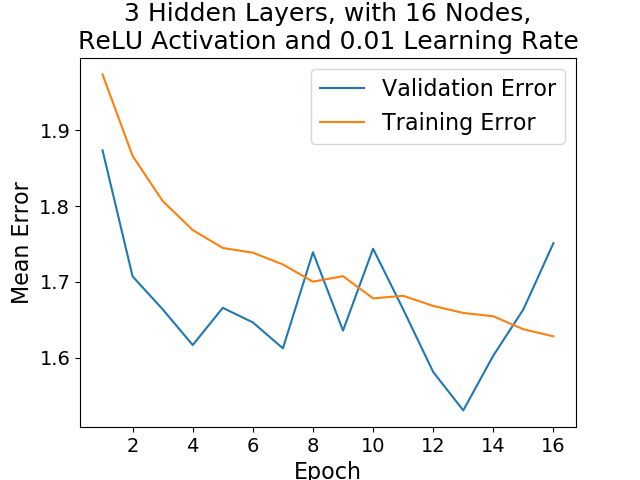 3 Hidden Layers, with 16 Nodes,
ReLU Activation and 0.01 Learning Rate
Validation Error
Training Error
Mean Error
1.9
1.8
1.7
1.6
2 4 6 8 10 12 14 16
Epoch